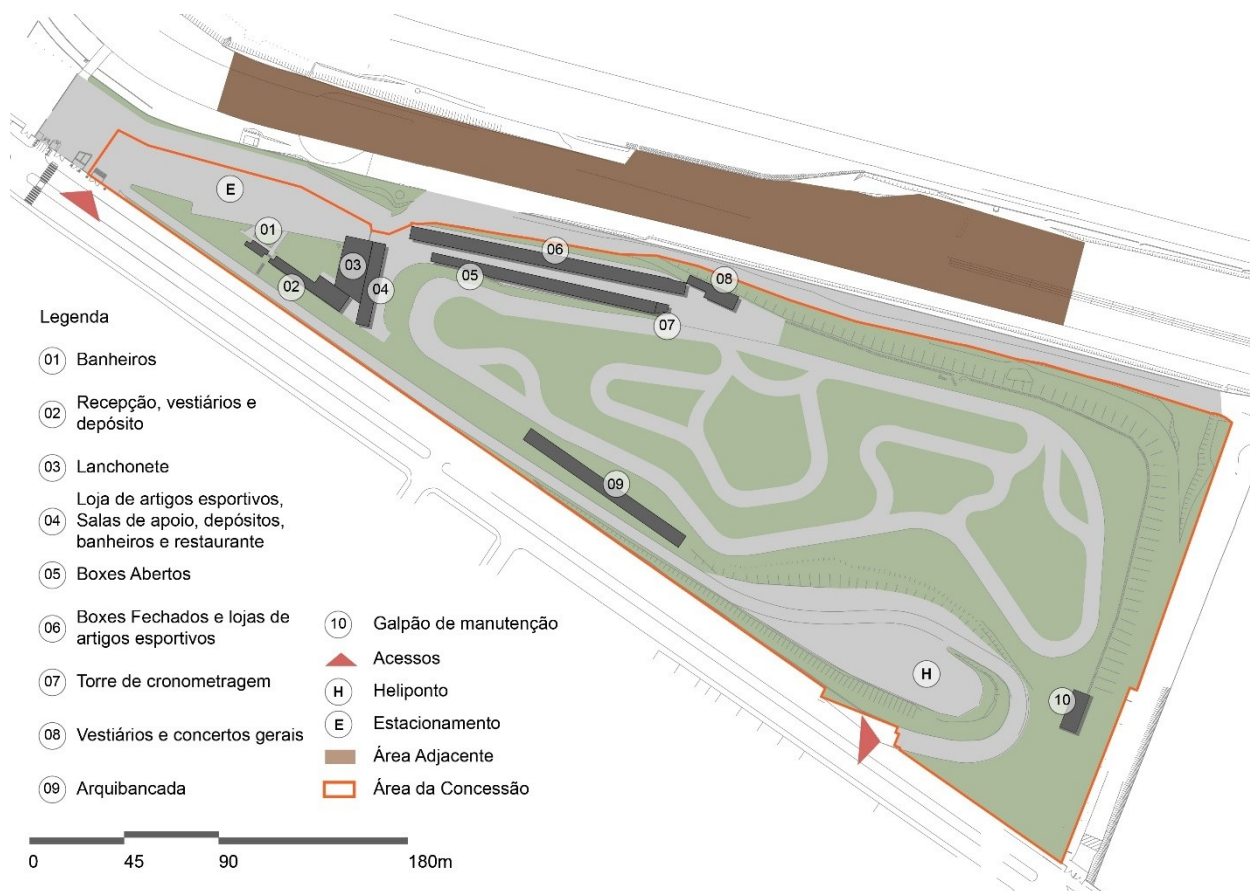 E
01
06
03
08
05
04
02
07
09
H
10
Legenda
01 Banheiros
02 Recepção, vestiários e
depósito
03 Lanchonete
04 Loja de artigos esportivos,
Salas de apoio, depósitos,
banheiros e restaurante
05 Boxes Abertos
06 Boxes Fechados e lojas de
artigos esportivos
07 Torre de cronometragem
08 Vestiários e concertos gerais
09 Arquibancada
10 Galpão de manutenção
Acessos
H Heliponto
E Estacionamento
Área Adjacente
Área da Concessão
0 45 90 180m